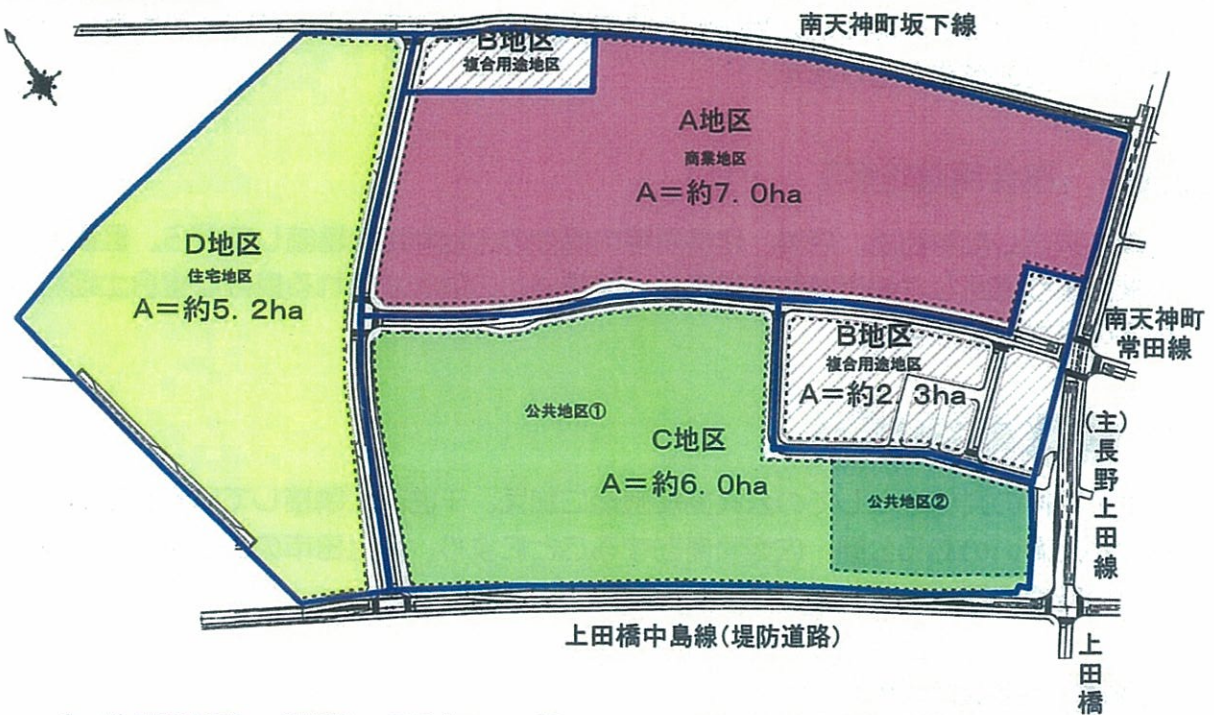 南天神町坂下線
B地区
複合用途地区
A地区
商業地区
A=約7.0ha
D地区
住宅地区
A=約5.2ha
南天神町
常田線
B地区
複合用途地区
A=約2.3ha
公共地区①
C地区
A=約6.0ha
公共地区②
(主)長野上田線
上田橋中島線(堤防道路)
上田橋